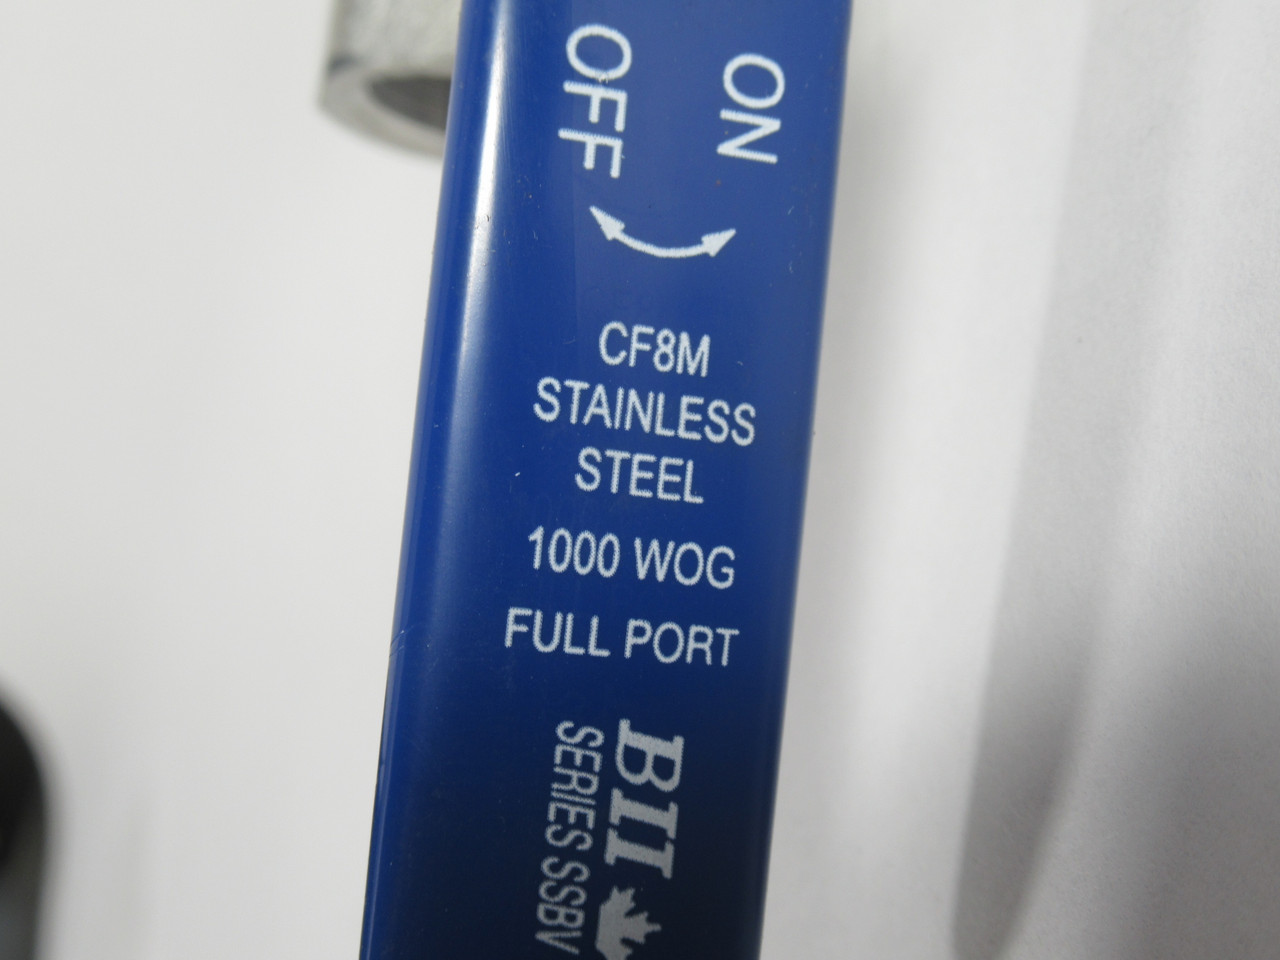 ON
OFF
CF8M
STAINLESS
STEEL
1000 WOG
FULL PORT
BII
SERIES SSBV